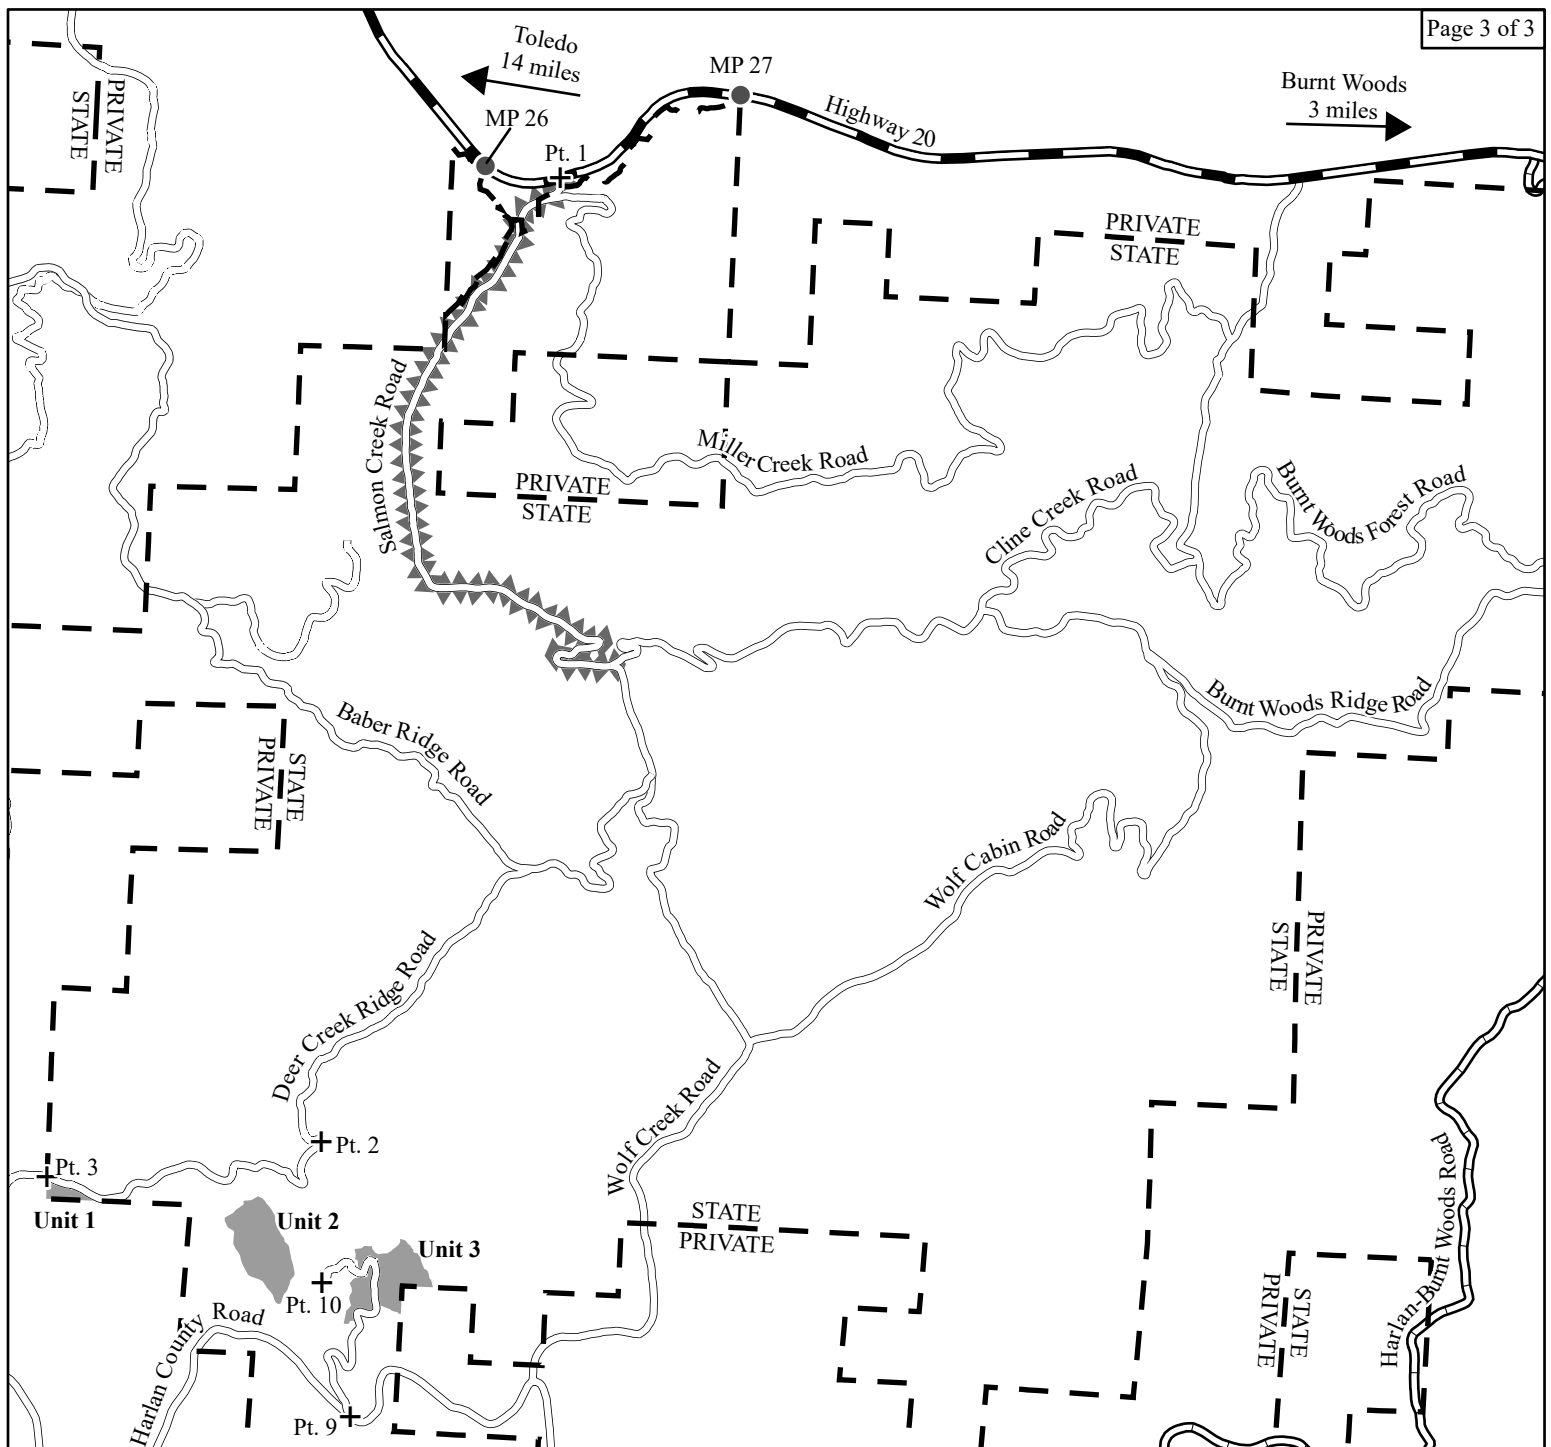 Page 3 of 3
Toledo
14 miles
MP 27
Burnt Woods
3 miles
Highway 20
MP 26
Pt. 1
PRIVATE
STATE
PRIVATE
STATE
Salmon Creek Road
Miller Creek Road
PRIVATE
STATE
Cline Creek Road
Burnt Woods Forest Road
Baber Ridge Road
Burnt Woods Ridge Road
STATE
PRIVATE
Wolf Cabin Road
PRIVATE
STATE
Deer Creek Ridge Road
Wolf Creek Road
Pt. 2
Pt. 3
Unit 1
Unit 2
Unit 3
STATE
PRIVATE
Harlan-Burnt Woods Road
Pt. 10
Harlan County Road
STATE
PRIVATE
Pt. 9